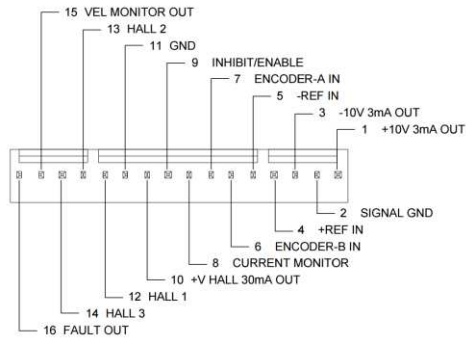 15 VEL MONITOR OUT
13 HALL 2
11 GND
9 INHIBIT/ENABLE
7 ENCODER-A IN
5 -REF IN
3 -10V 3mA OUT
1 +10V 3mA OUT
2 SIGNAL GND
4 +REF IN
6 ENCODER-B IN
8 CURRENT MONITOR
10 +V HALL 30mA OUT
12 HALL 1
14 HALL 3
16 FAULT OUT